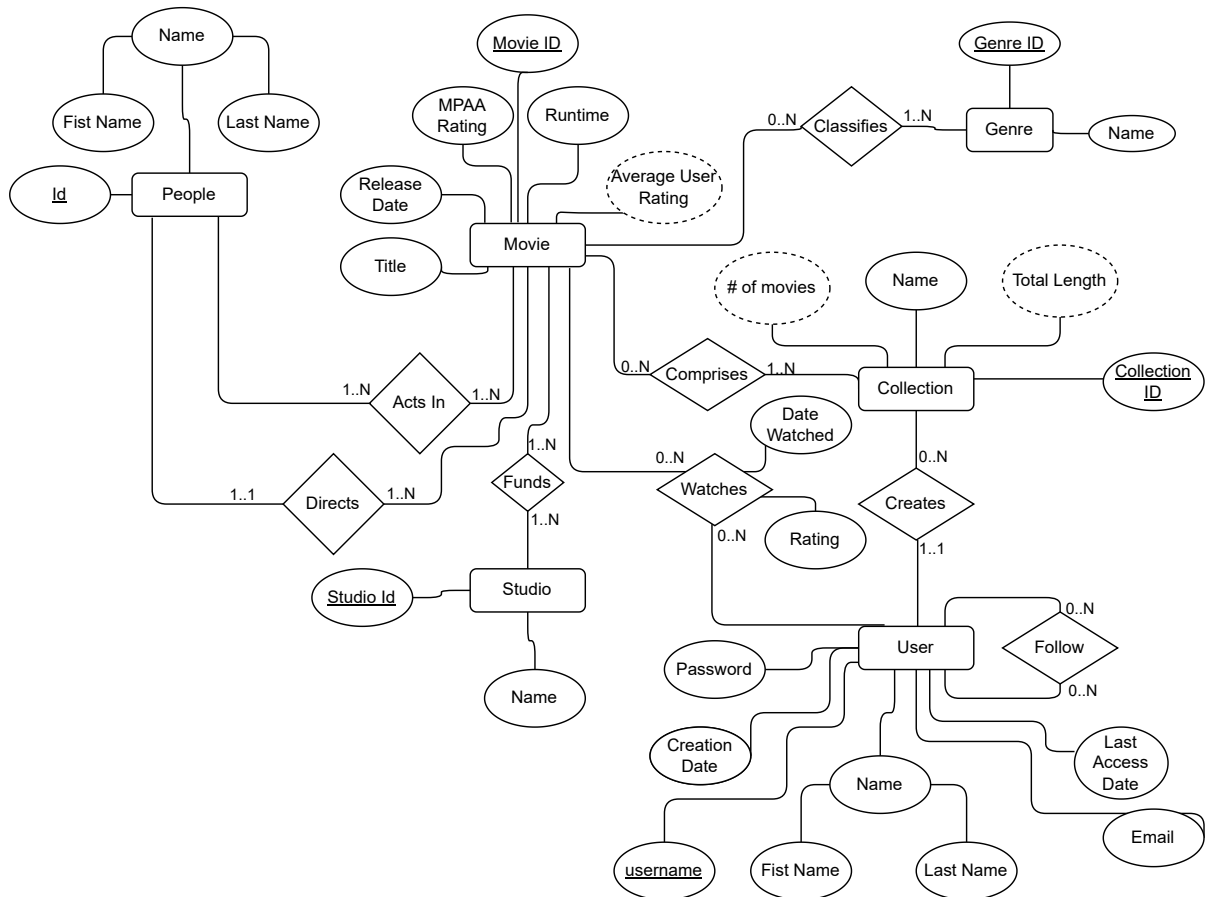 Name
Movie ID
Genre ID
Fist Name
Last Name
MPAA
Rating
Runtime
0..N
Classifies
1..N
Genre
Name
Id
People
Release
Date
Average User
Rating
Movie
Title
# of movies
Name
Total Length
0..N
Comprises
1..N
Collection
Collection
ID
1..N
Acts In
1..N
Date
Watched
1..N
0..N
0..N
1..1
Directs
1..N
Funds
Watches
Creates
1..N
0..N
Rating
1..1
Studio Id
Studio
0..N
User
Follow
Password
0..N
Name
Creation
Date
Last
Access
Date
Name
Email
username
Fist Name
Last Name